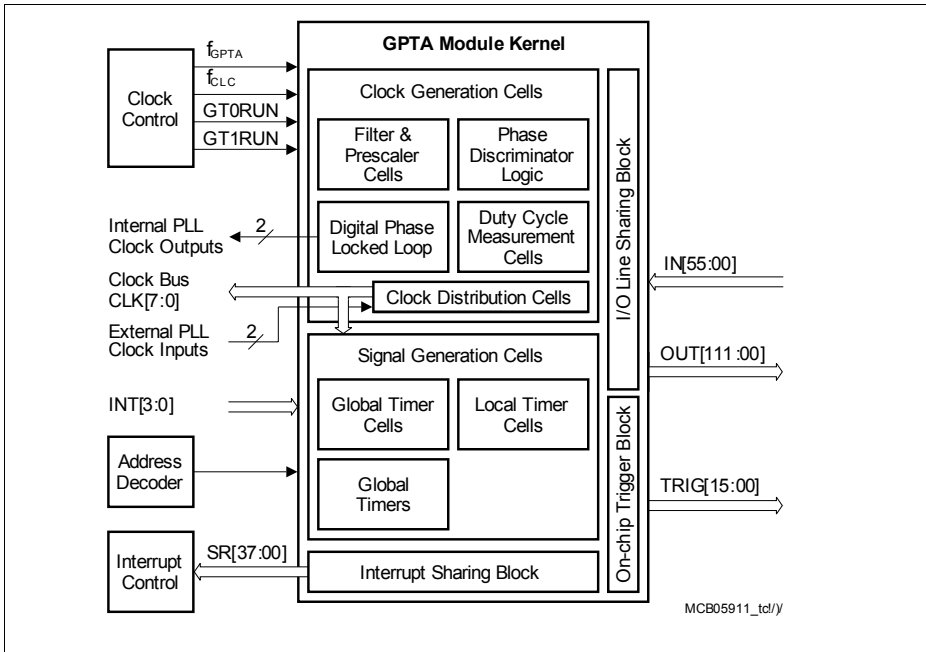 GPTA Module Kernel
fGPTA
fCLC
GT0RUN
GT1RUN
Clock
Control
Clock Generation Cells
Filter &
Prescaler
Cells
Phase
Discriminator
Logic
Digital Phase
Locked Loop
Duty Cycle
Measurement
Cells
Clock Distribution Cells
Internal PLL
Clock Outputs
2
Clock Bus
CLK[7:0]
External PLL
Clock Inputs
2
Signal Generation Cells
Global Timer
Cells
Local Timer
Cells
Global
Timers
INT[3:0]
Address
Decoder
Interrupt
Control
SR[37:00]
Interrupt Sharing Block
I/O Line Sharing Block
On-chip Trigger Block
IN[55:00]
OUT[111:00]
TRIG[15:00]
MCB05911_tc!/)/